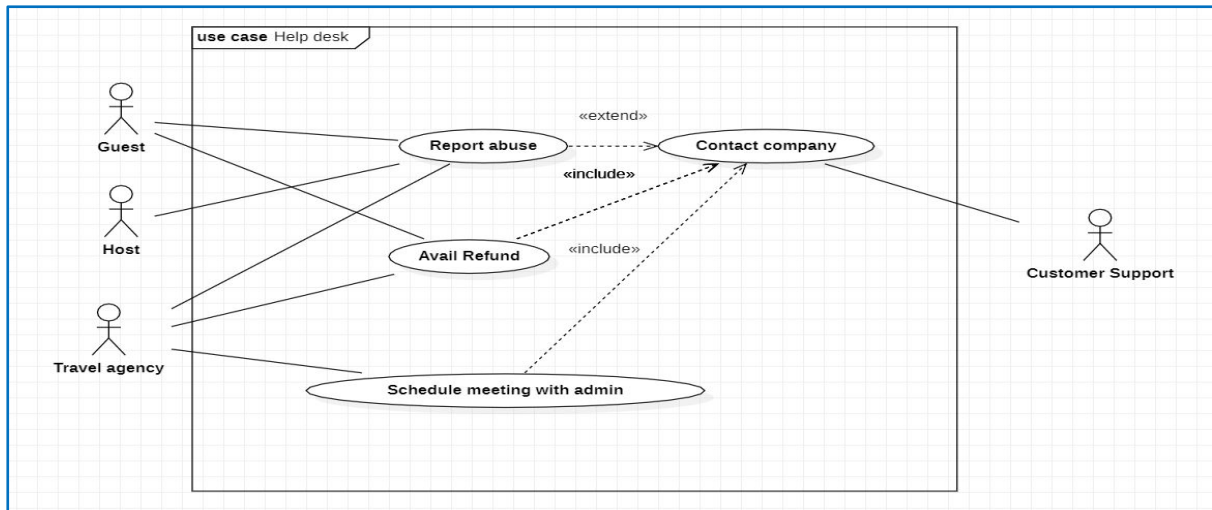 use case Help desk
Guest
«extend»
Report abuse
Contact company
«include»
Host
Avail Refund
«include»
Customer Support
Travel agency
Schedule meeting with admin